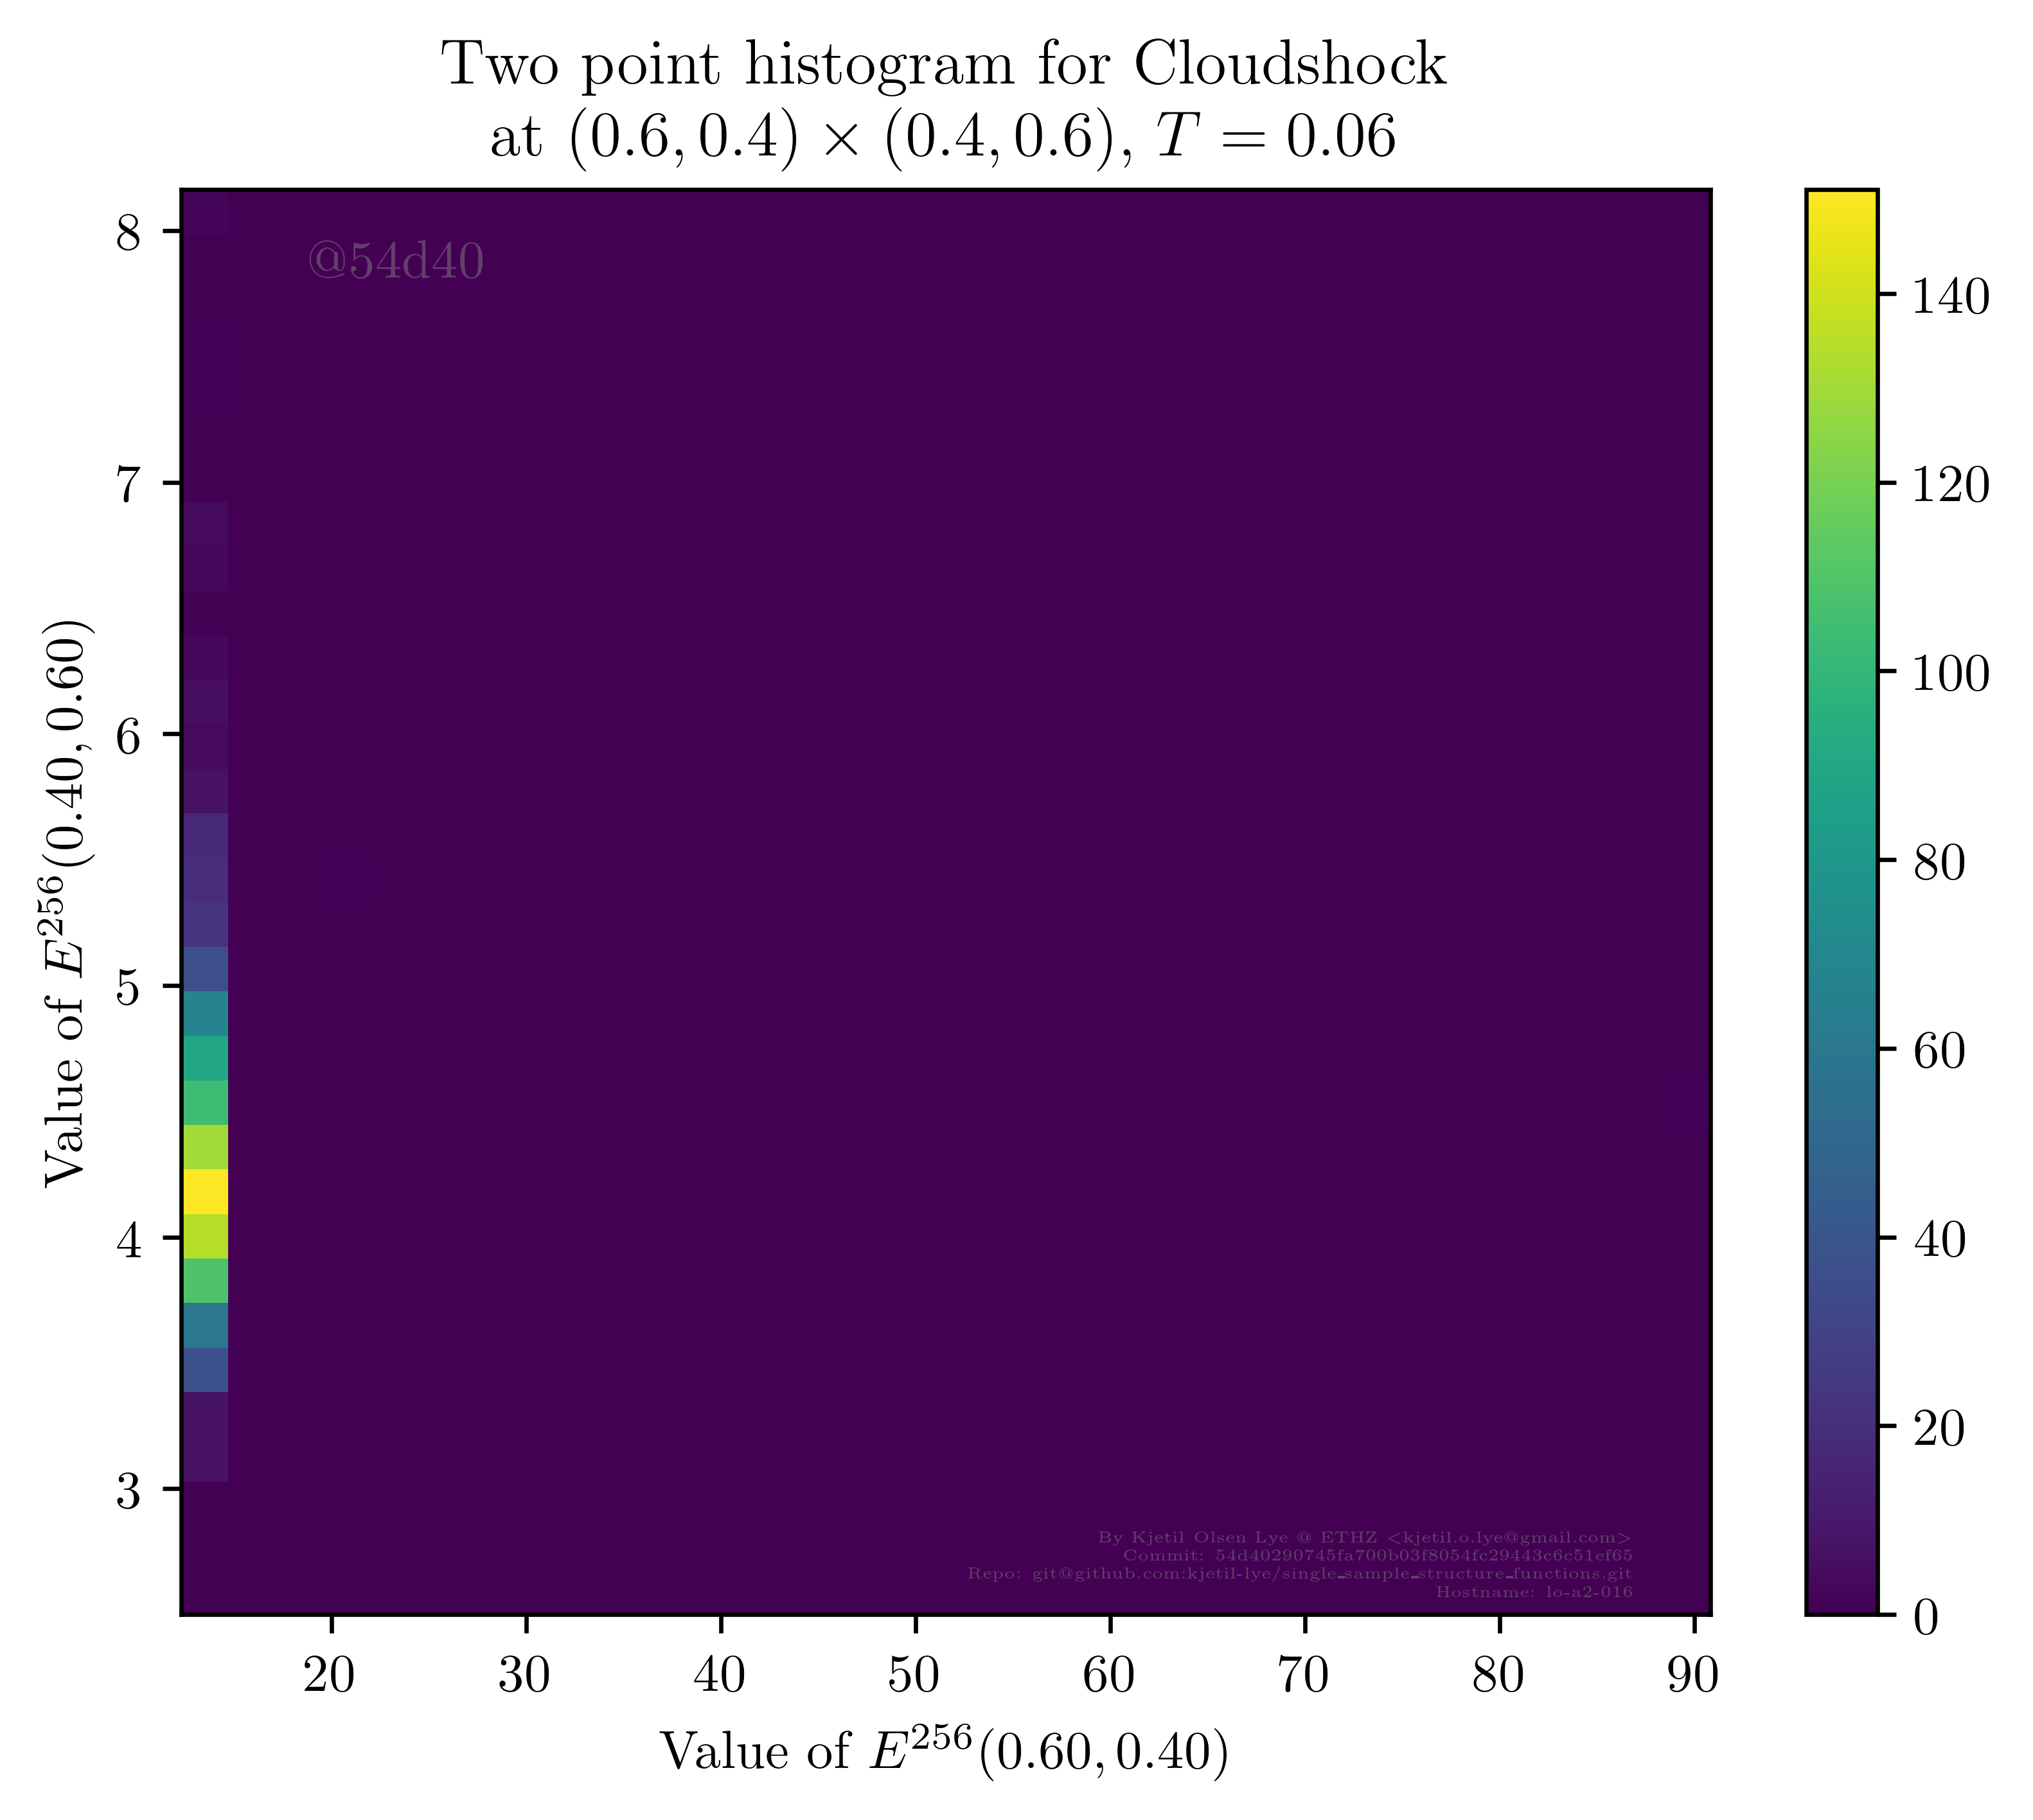 Two point histogram for Cloudshock
at (0.6, 0.4) × (0.4, 0.6), T = 0.06
8
7
6
5
4
3
Value of E^256(0.40, 0.60)
@54d40
By Kjetil Olsen Lye @ ETHZ <kjetil.o.lye@gmail.com>
Commit: 54d40290745fa700b03f8054fc29443c6c51ef65
Repo: git@github.com:kjetil-lye/single_sample_structure_functions.git
Hostname: lo-a2-016
20 30 40 50 60 70 80 90
Value of E^256(0.60, 0.40)
140
120
100
80
60
40
20
0